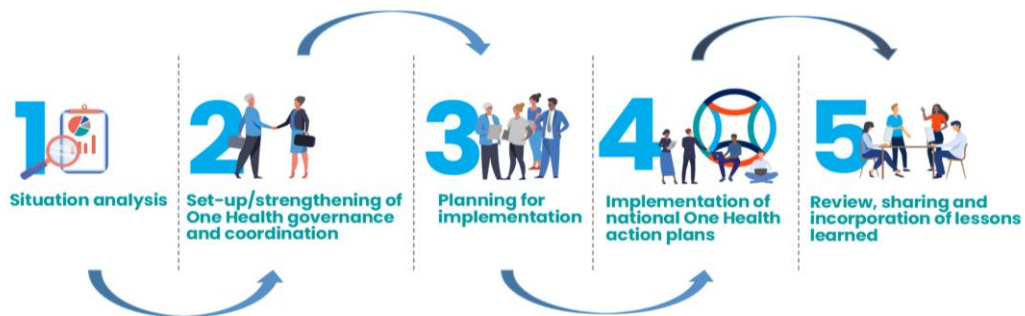 1
Situation analysis
2
Set-up/strengthening of
One Health governance
and coordination
3
Planning for
implementation
4
Implementation of
national One Health
action plans
5
Review, sharing and
incorporation of lessons
learned